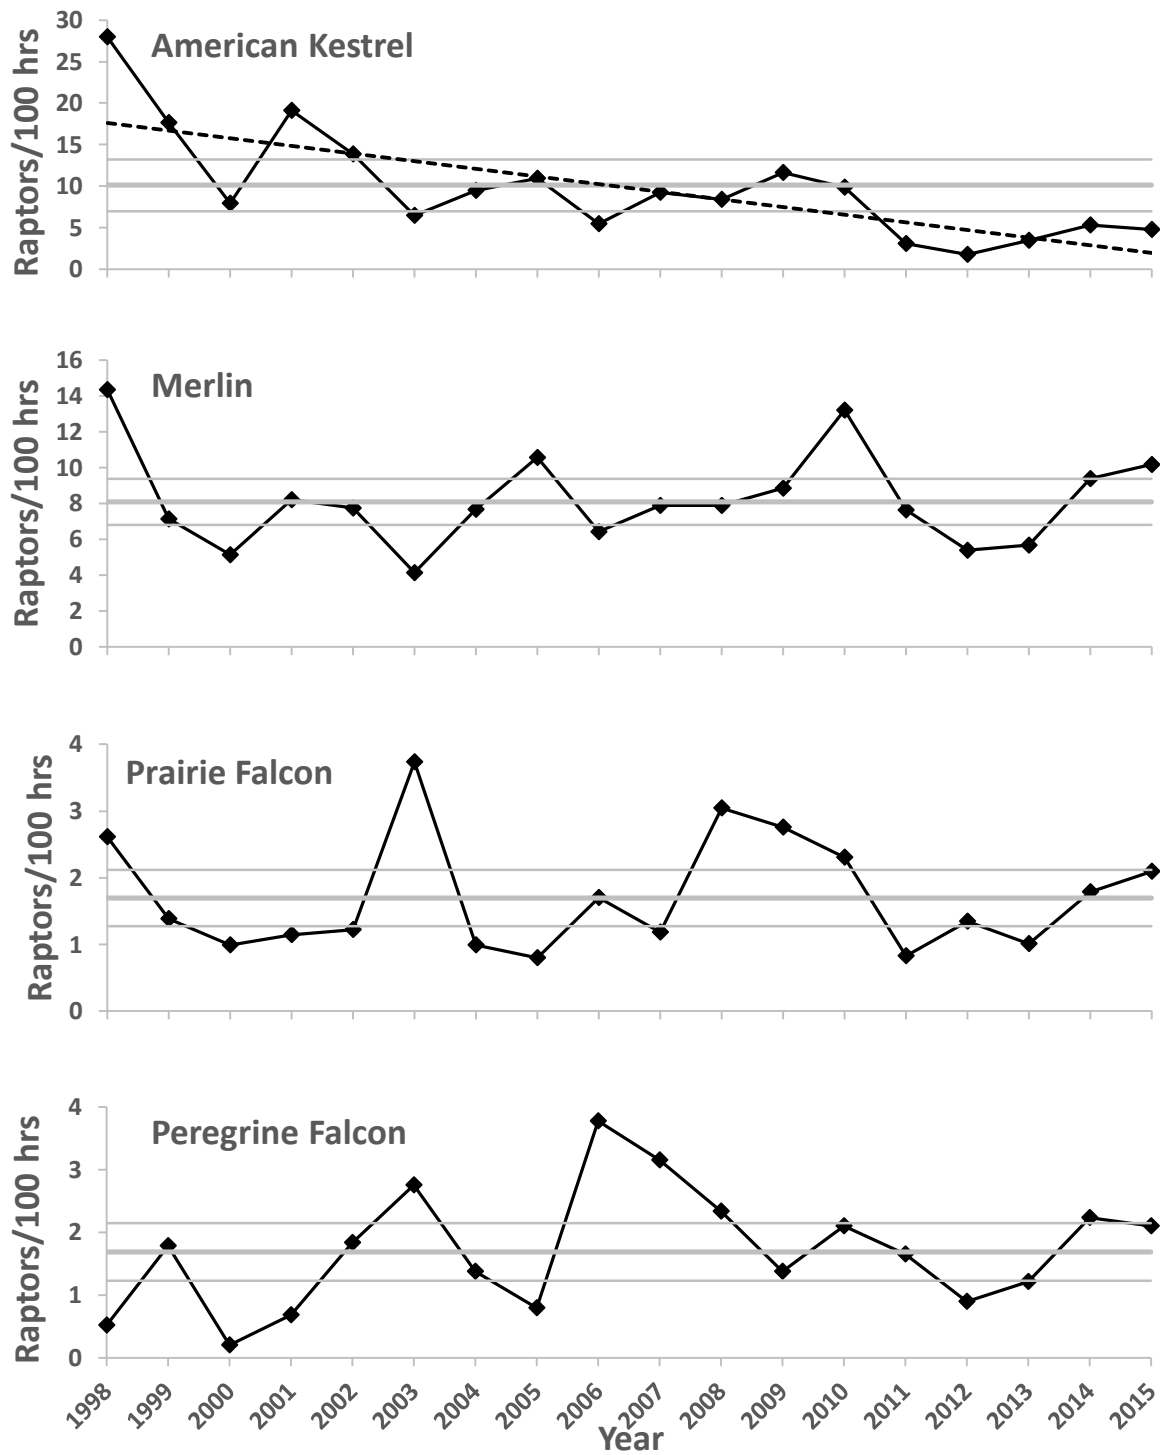 American Kestrel
Raptors/100 hrs
30
25
20
15
10
5
0
Merlin
Raptors/100 hrs
16
14
12
10
8
6
4
2
0
Prairie Falcon
Raptors/100 hrs
4
3
2
1
0
Peregrine Falcon
Raptors/100 hrs
4
3
2
1
0
1998 1999 2000 2001 2002 2003 2004 2005 2006 2007 2008 2009 2010 2011 2012 2013 2014 2015
Year